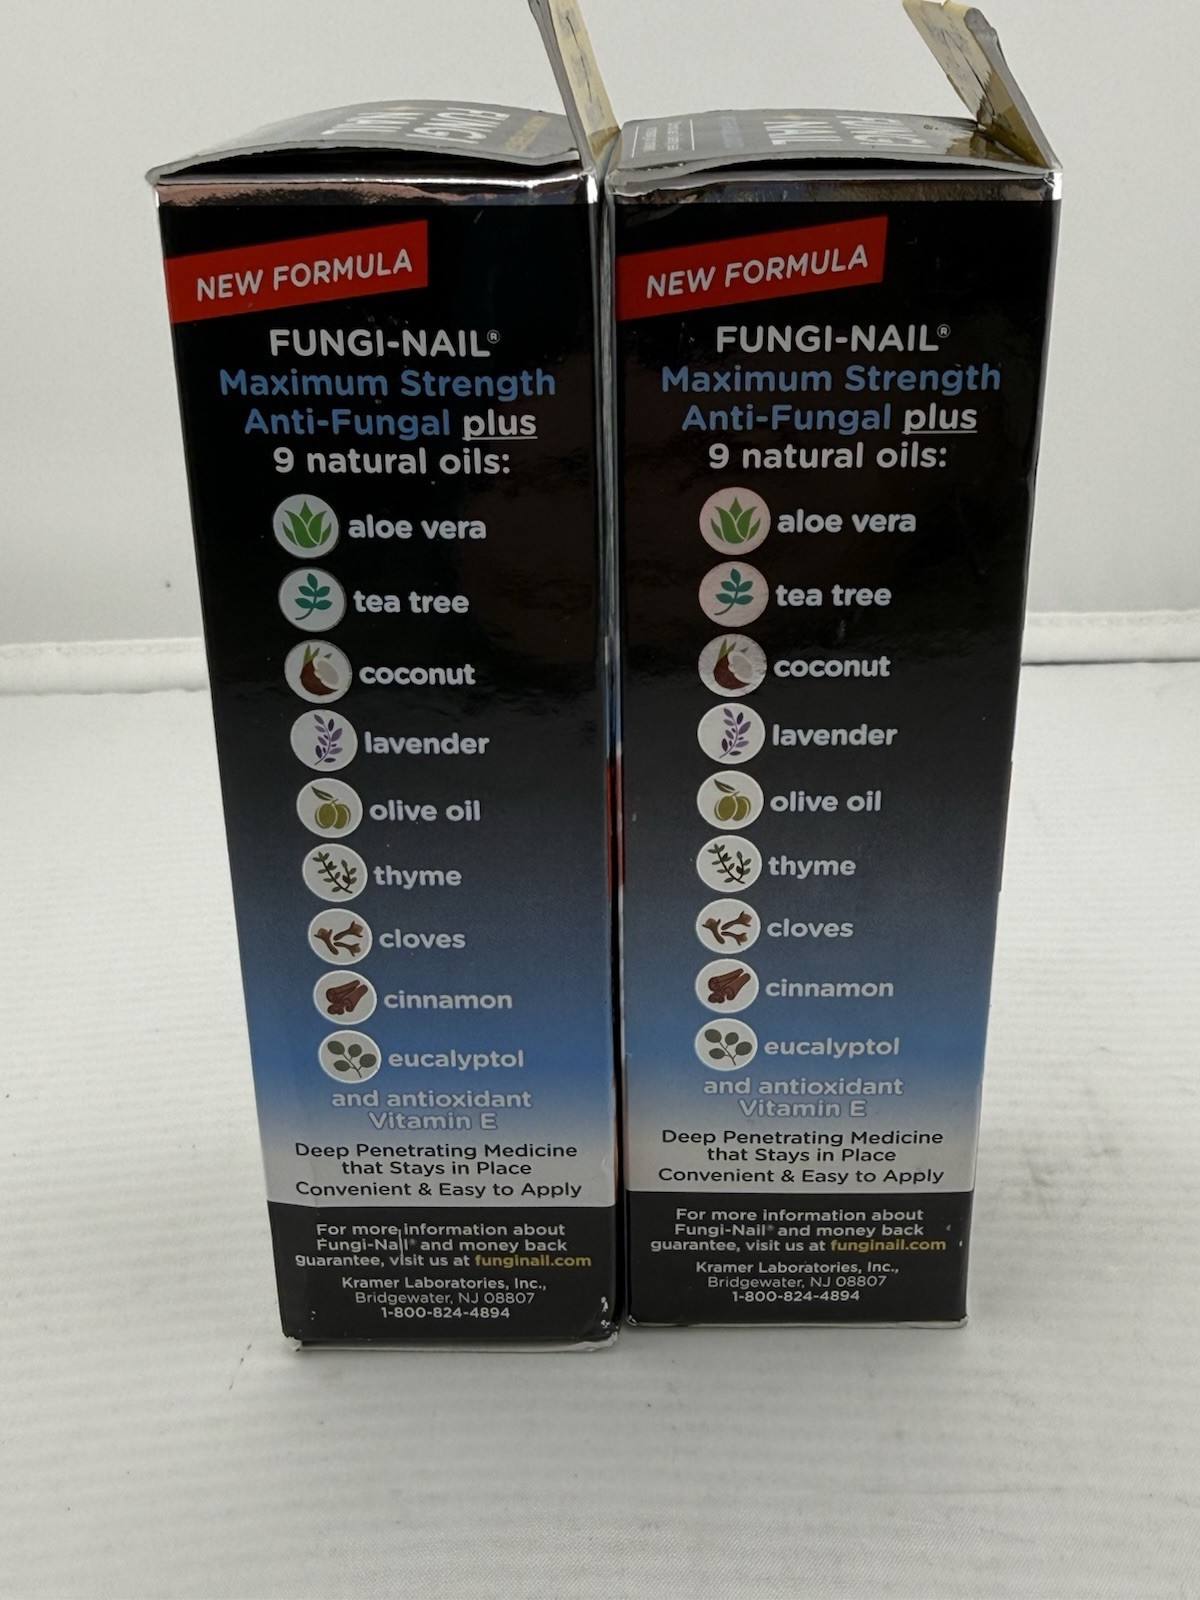 FUNGI
NAIL
FUNGI
NAIL
NEW FORMULA
FUNGI-NAIL®
Maximum Strength
Anti-Fungal plus
9 natural oils:
aloe vera
tea tree
coconut
lavender
olive oil
thyme
cloves
cinnamon
eucalyptol
and antioxidant
Vitamin E
Deep Penetrating Medicine
that Stays in Place
Convenient & Easy to Apply
For more information about
Fungi-Nail® and money back
guarantee, visit us at funginail.com
Kramer Laboratories, Inc.,
Bridgewater, NJ 08807
1-800-824-4894
NEW FORMULA
FUNGI-NAIL®
Maximum Strength
Anti-Fungal plus
9 natural oils:
aloe vera
tea tree
coconut
lavender
olive oil
thyme
cloves
cinnamon
eucalyptol
and antioxidant
Vitamin E
Deep Penetrating Medicine
that Stays in Place
Convenient & Easy to Apply
For more information about
Fungi-Nail® and money back
guarantee, visit us at funginail.com
Kramer Laboratories, Inc.,
Bridgewater, NJ 08807
1-800-824-4894